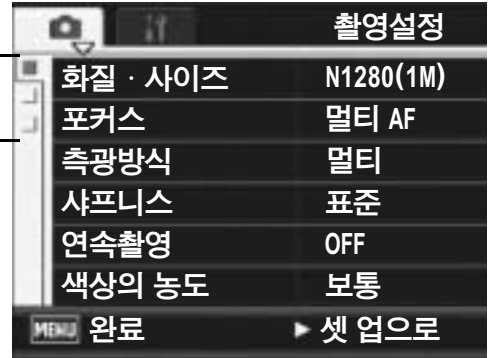 촬영설정
화질 · 사이즈 N1280(1M)
포커스 멀티 AF
측광방식 멀티
샤프니스 표준
연속촬영 OFF
색상의 농도 보통
MENU 완료 ▶ 셋 업으로